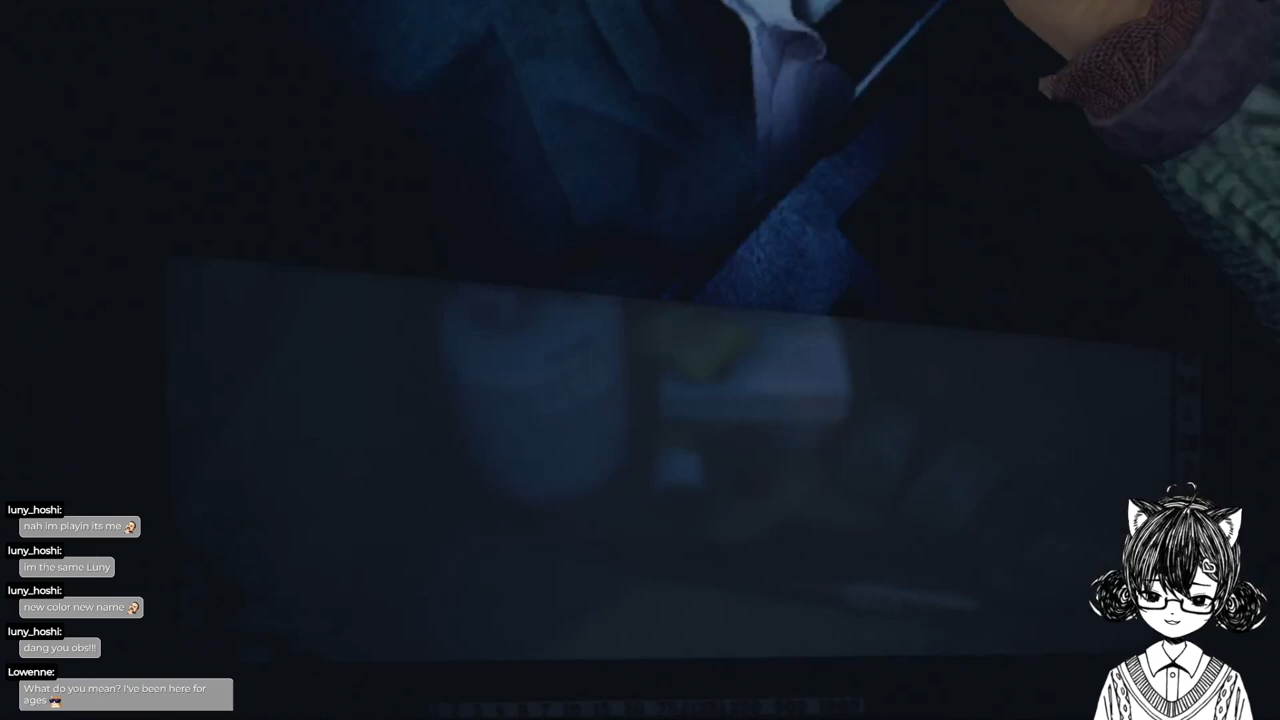 luny_hoshi:
nah im playin its me
luny_hoshi:
im the same Luny
luny_hoshi:
new color new name
luny_hoshi:
dang you obs!!!
Lowenne:
What do you mean? I've been here for
ages